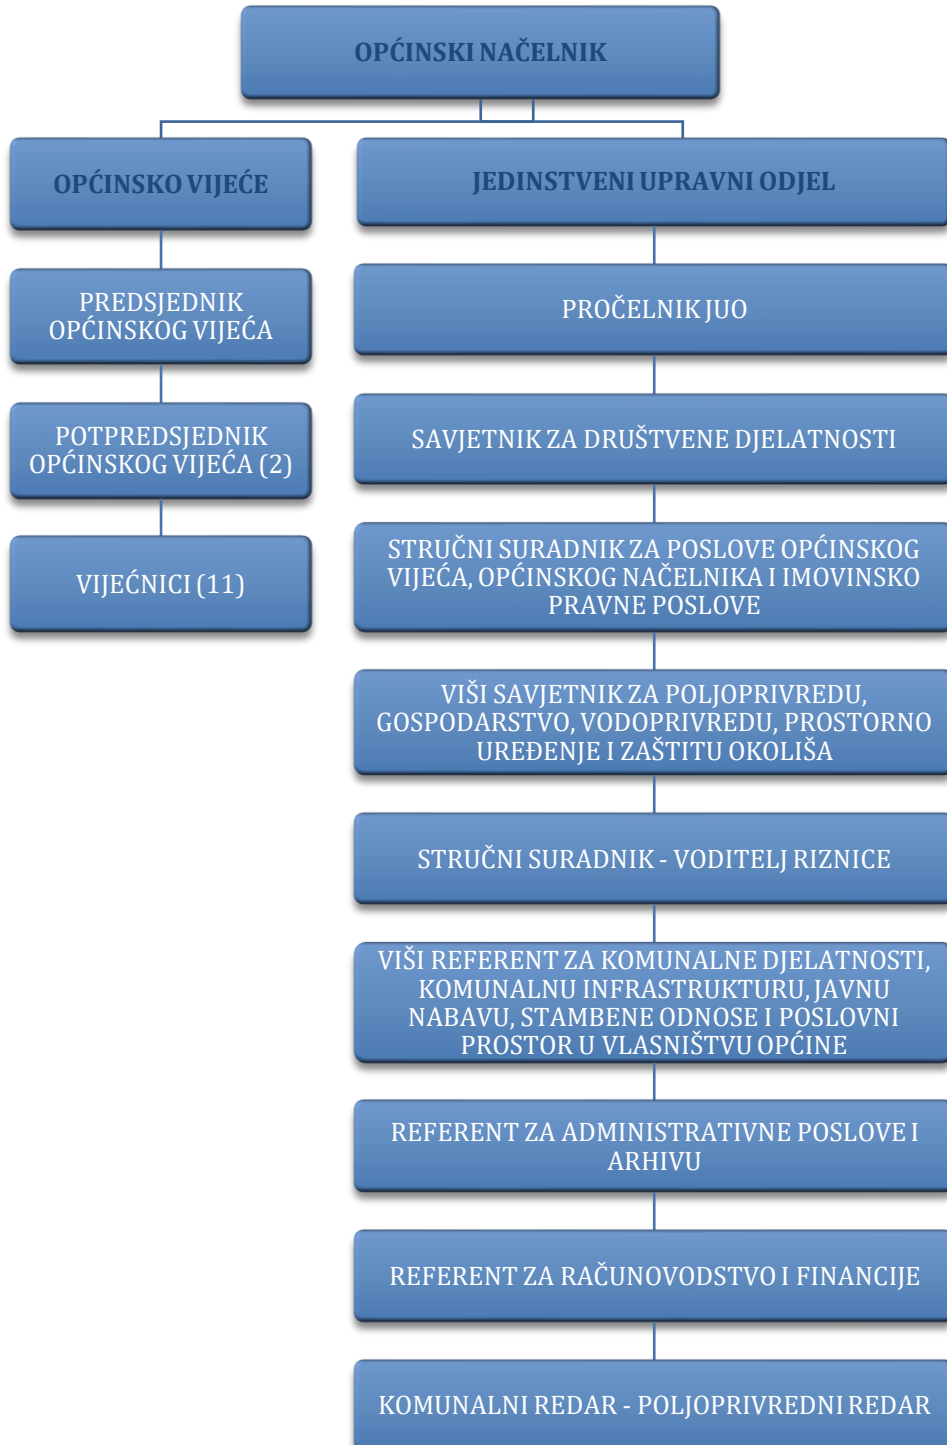 OPĆINSKI NAČELNIK
OPĆINSKO VIJEĆE
PREDSJEDNIK
OPĆINSKOG VIJEĆA
POTPREDSJEDNIK
OPĆINSKOG VIJEĆA (2)
VIJEĆNICI (11)
JEDINSTVENI UPRAVNI ODJEL
PROČELNIK JUO
SAVJETNIK ZA DRUŠTVENE DJELATNOSTI
STRUČNI SURADNIK ZA POSLOVE OPĆINSKOG
VIJEĆA, OPĆINSKOG NAČELNIKA I IMOVINSKO
PRAVNE POSLOVE
VIŠI SAVJETNIK ZA POLJOPRIVREDU,
GOSPODARSTVO, VODOPRIVREDU, PROSTORNO
UREĐENJE I ZAŠTITU OKOLIŠA
STRUČNI SURADNIK - VODITELJ RIZNICE
VIŠI REFERENT ZA KOMUNALNE DJELATNOSTI,
KOMUNALNU INFRASTRUKTURU, JAVNU
NABAVU, STAMBENE ODNOSE I POSLOVNI
PROSTOR U VLASNIŠTVU OPĆINE
REFERENT ZA ADMINISTRATIVNE POSLOVE I
ARHIVU
REFERENT ZA RAČUNOVODSTVO I FINANCIJE
KOMUNALNI REDAR - POLJOPRIVREDNI REDAR